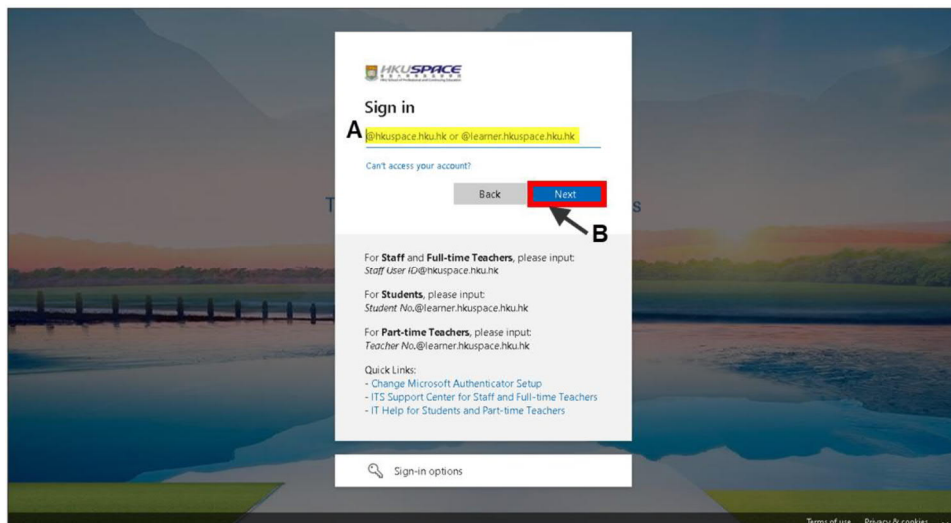 HKUSPACE
Sign in
A
@hkuspace.hku.hk or @learner.hkuspace.hku.hk
Can't access your account?
Back
Next
T
s
B
For Staff and Full-time Teachers, please input:
Staff User ID@hkuspace.hku.hk
For Students, please input:
Student No.@learner.hkuspace.hku.hk
For Part-time Teachers, please input:
Teacher No.@learner.hkuspace.hku.hk
Quick Links:
- Change Microsoft Authenticator Setup
- ITS Support Center for Staff and Full-time Teachers
- IT Help for Students and Part-time Teachers
Sign-in options
Terms of use Privacy & cookies